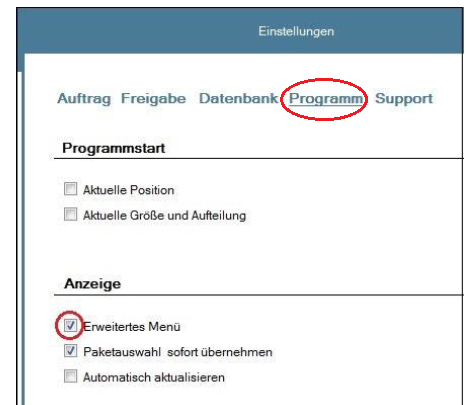 Einstellungen
Auftrag Freigabe Datenbank Programm Support
Programmstart
Aktuelle Position
Aktuelle Größe und Aufteilung
Anzeige
Erweitertes Menü
Paketauswahl sofort übernehmen
Automatisch aktualisieren